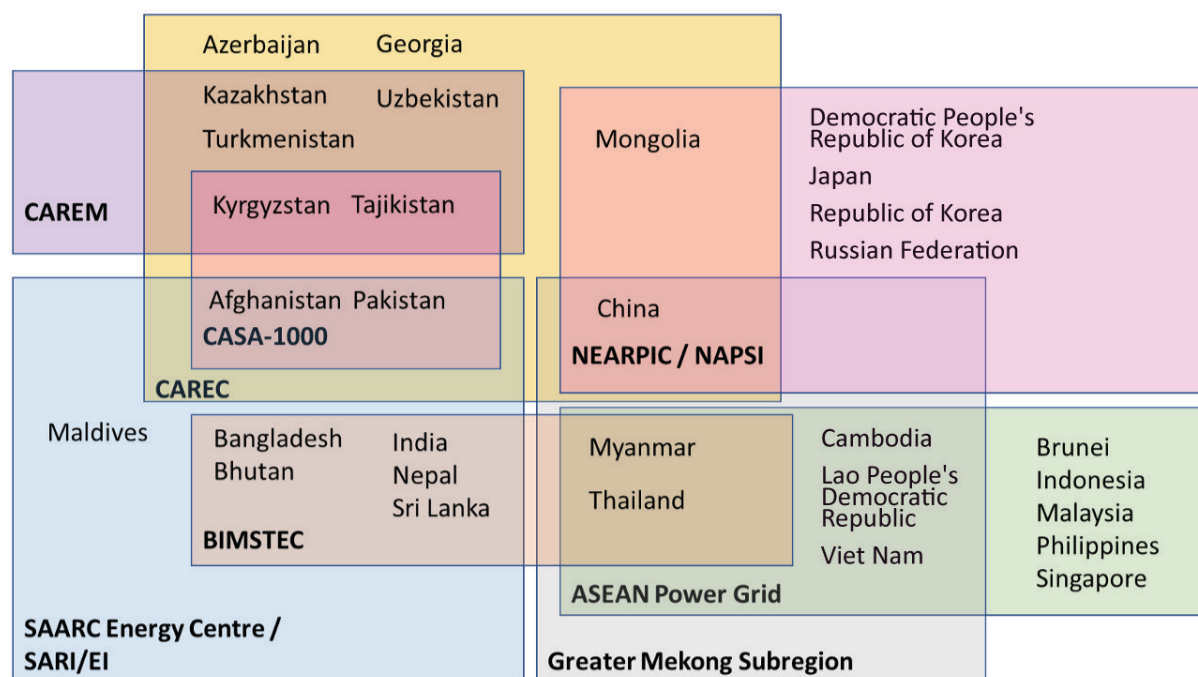 Azerbaijan Georgia
Kazakhstan Uzbekistan
Turkmenistan
CAREM
Kyrgyzstan Tajikistan
Mongolia
Democratic People's
Republic of Korea
Japan
Republic of Korea
Russian Federation
Afghanistan Pakistan
CASA-1000
CAREC
China
NEARPIC / NAPSI
Maldives
Bangladesh
Bhutan
India
Nepal
Sri Lanka
BIMSTEC
Myanmar
Thailand
Cambodia
Lao People's
Democratic
Republic
Viet Nam
Brunei
Indonesia
Malaysia
Philippines
Singapore
ASEAN Power Grid
SAARC Energy Centre /
SARI/EI
Greater Mekong Subregion